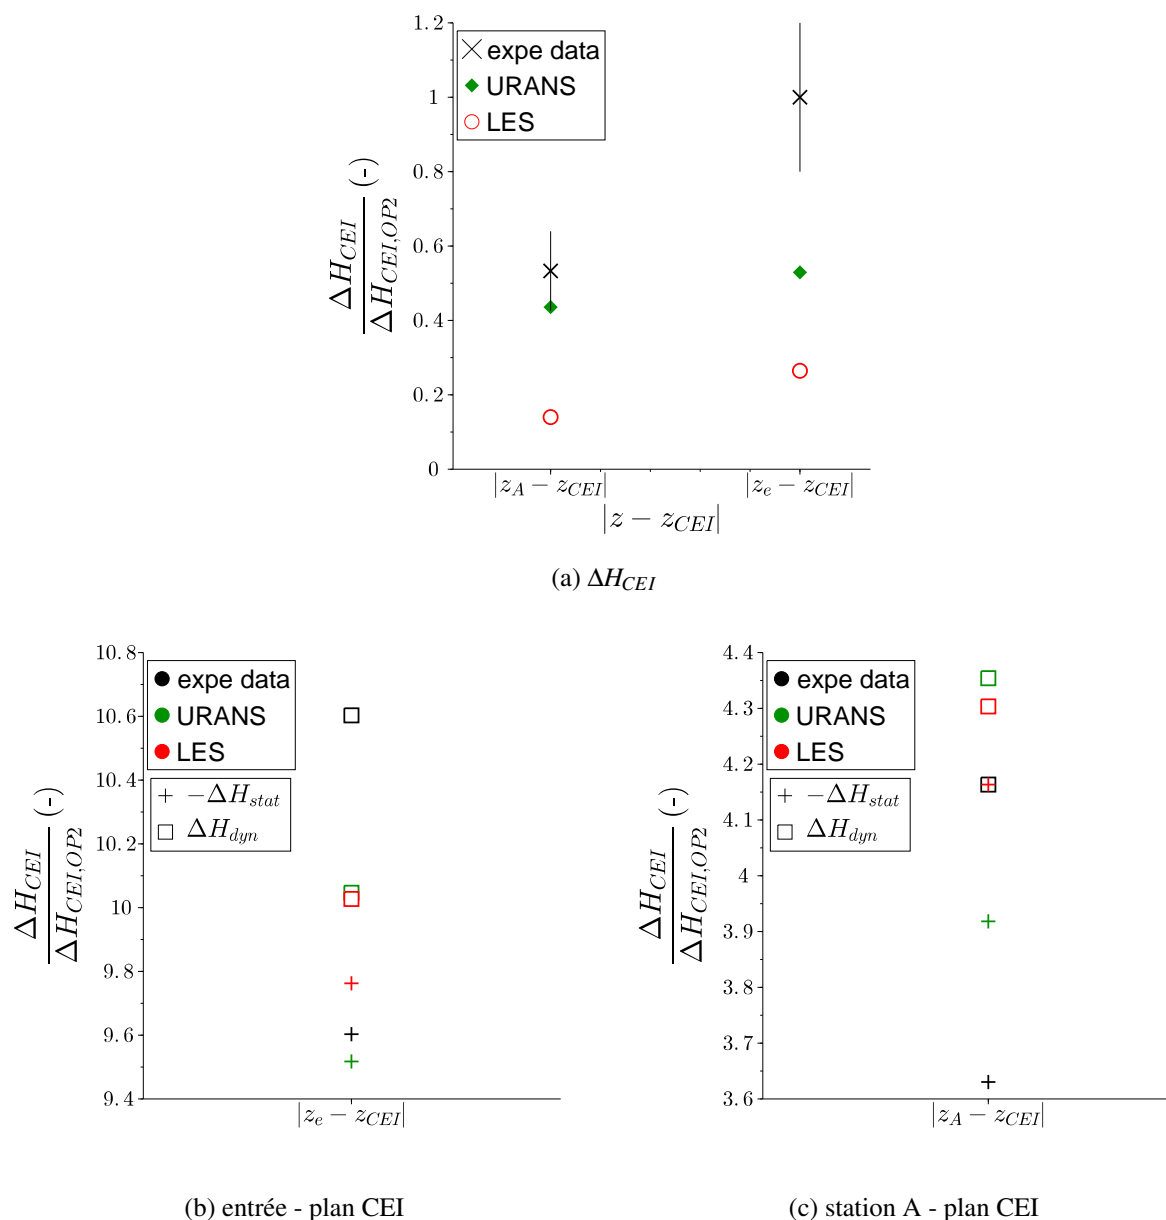 1.2
expe data
URANS
LES
1
0.8
0.6
0.4
0.2
0
ΔH_CEI
ΔH_CEI,OP2
(-)
|z_A − z_CEI|
|z_e − z_CEI|
|z − z_CEI|
(a) ΔH_CEI
10.8
10.6
10.4
10.2
10
9.8
9.6
9.4
expe data
URANS
LES
−ΔH_stat
ΔH_dyn
ΔH_CEI
ΔH_CEI,OP2
(-)
|z_e − z_CEI|
(b) entrée - plan CEI
4.4
4.3
4.2
4.1
4
3.9
3.8
3.7
3.6
expe data
URANS
LES
−ΔH_stat
ΔH_dyn
ΔH_CEI
ΔH_CEI,OP2
(-)
|z_A − z_CEI|
(c) station A - plan CEI